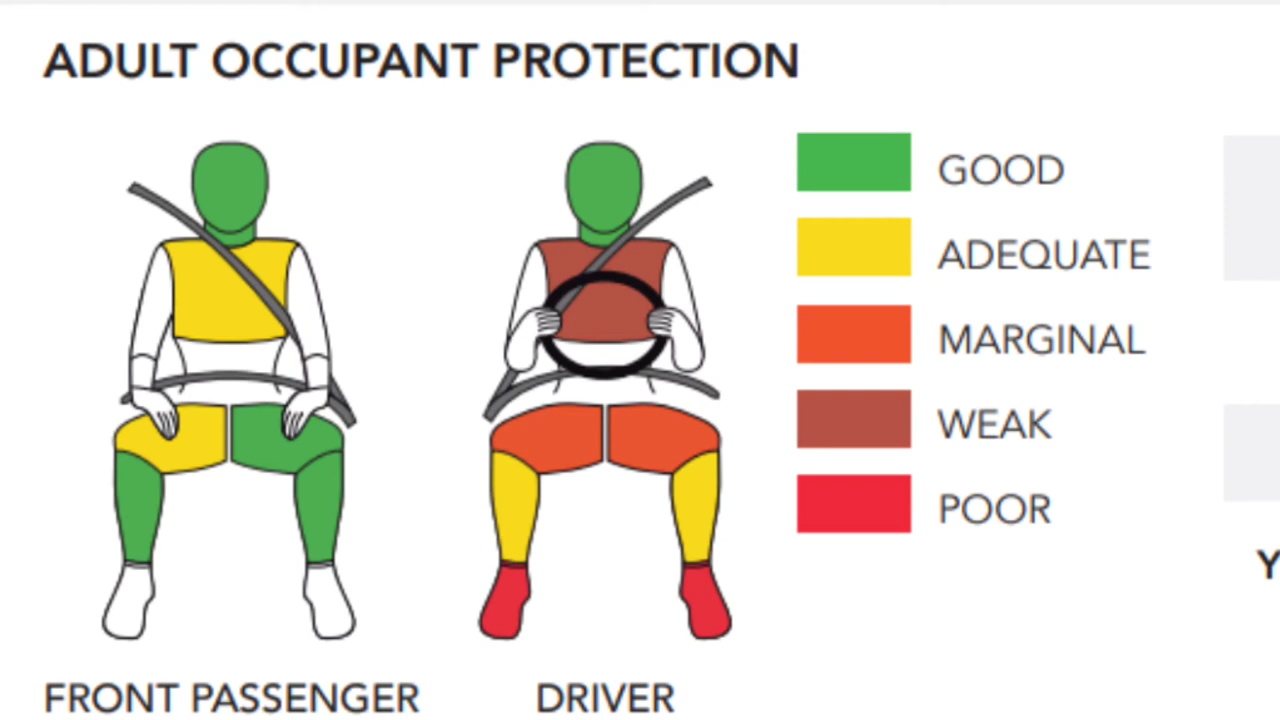 ADULT OCCUPANT PROTECTION
GOOD
ADEQUATE
MARGINAL
WEAK
POOR
Y
FRONT PASSENGER
DRIVER